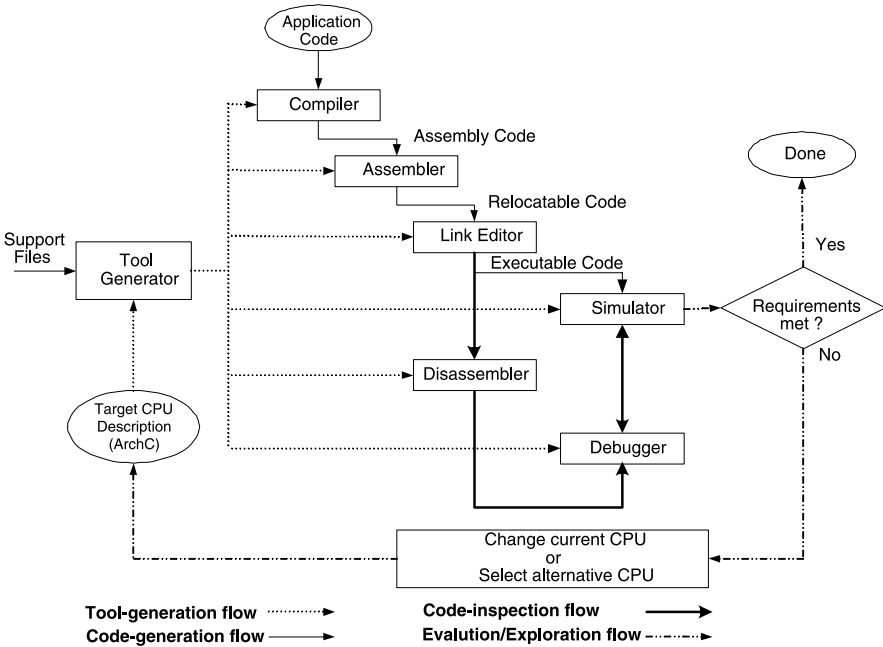 Application
Code
Compiler
Assembly Code
Assembler
Relocatable Code
Link Editor
Executable Code
Support
Files
Tool
Generator
Simulator
Disassembler
Debugger
Target CPU
Description
(ArchC)
Done
Yes
Requirements
met ?
No
Change current CPU
or
Select alternative CPU
Tool-generation flow
Code-generation flow
Code-inspection flow
Evalution/Exploration flow